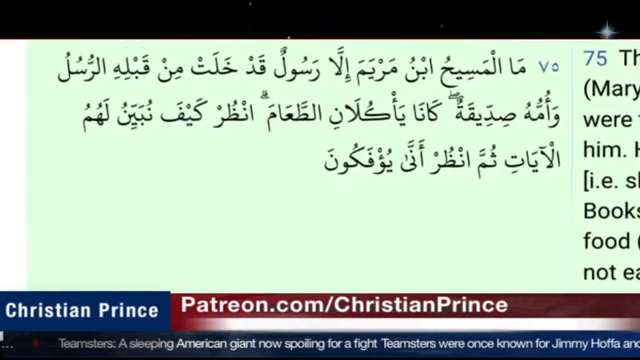 ٧٥ مَا الْمَسِيحُ ابْنُ مَرْيَمَ إِلَّا رَسُولٌ قَدْ خَلَتْ مِنْ قَبْلِهِ الرُّسُلُ
وَأُمُّهُ صِدِّيقَةٌ ۖ كَانَا يَأْكُلَانِ الطَّعَامَ ۗ انْظُرْ كَيْفَ نُبَيِّنُ لَهُمُ
الْآيَاتِ ثُمَّ انْظُرْ أَنَّىٰ يُؤْفَكُونَ
75 Th
(Mary
were
him. H
[i.e. s
Books
food (
not ea
Christian Prince
Patreon.com/ChristianPrince
Teamsters: A sleeping American giant now spoiling for a fight Teamsters were once known for Jimmy Hoffa and